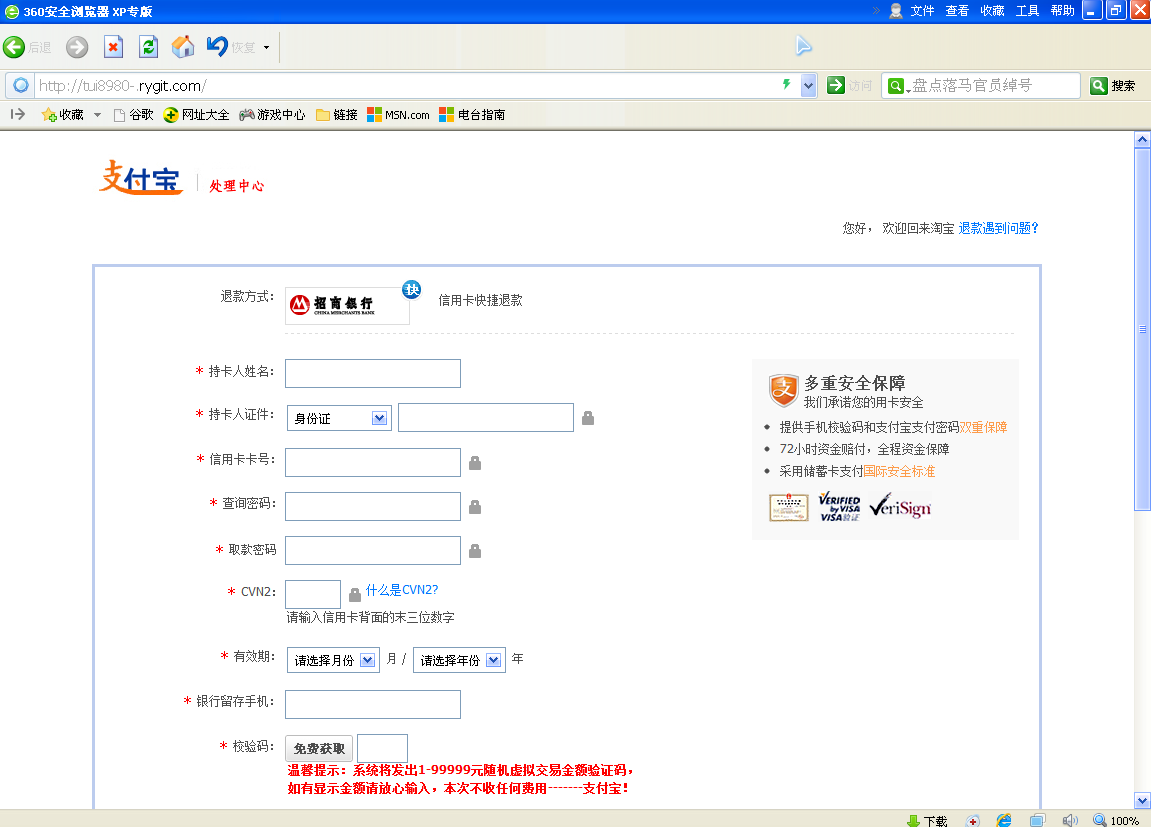 360安全浏览器 XP专版
» 文件 查看 收藏 工具 帮助
后退 恢复
http://tui8980-.rygit.com/ 访问 盘点落马官员绰号 搜索
收藏 谷歌 网址大全 游戏中心 链接 MSN.com 电台指南
支付宝 处理中心
您好， 欢迎回来淘宝 退款遇到问题?
退款方式： 招商银行 CHINA MERCHANTS BANK 快 信用卡快捷退款
* 持卡人姓名：
多重安全保障
我们承诺您的用卡安全
* 持卡人证件： 身份证
• 提供手机校验码和支付宝支付密码双重保障
• 72小时资金赔付，全程资金保障
* 信用卡卡号：
• 采用储蓄卡支付国际安全标准
* 查询密码：
VERIFIED by VISA VISA验证 VeriSign
* 取款密码
* CVN2： 什么是CVN2?
请输入信用卡背面的末三位数字
* 有效期： 请选择月份 月 / 请选择年份 年
* 银行留存手机：
* 校验码： 免费获取
温馨提示：系统将发出1-99999元随机虚拟交易金额验证码，
如有显示金额请放心输入，本次不收任何费用-------支付宝！
下载 100%